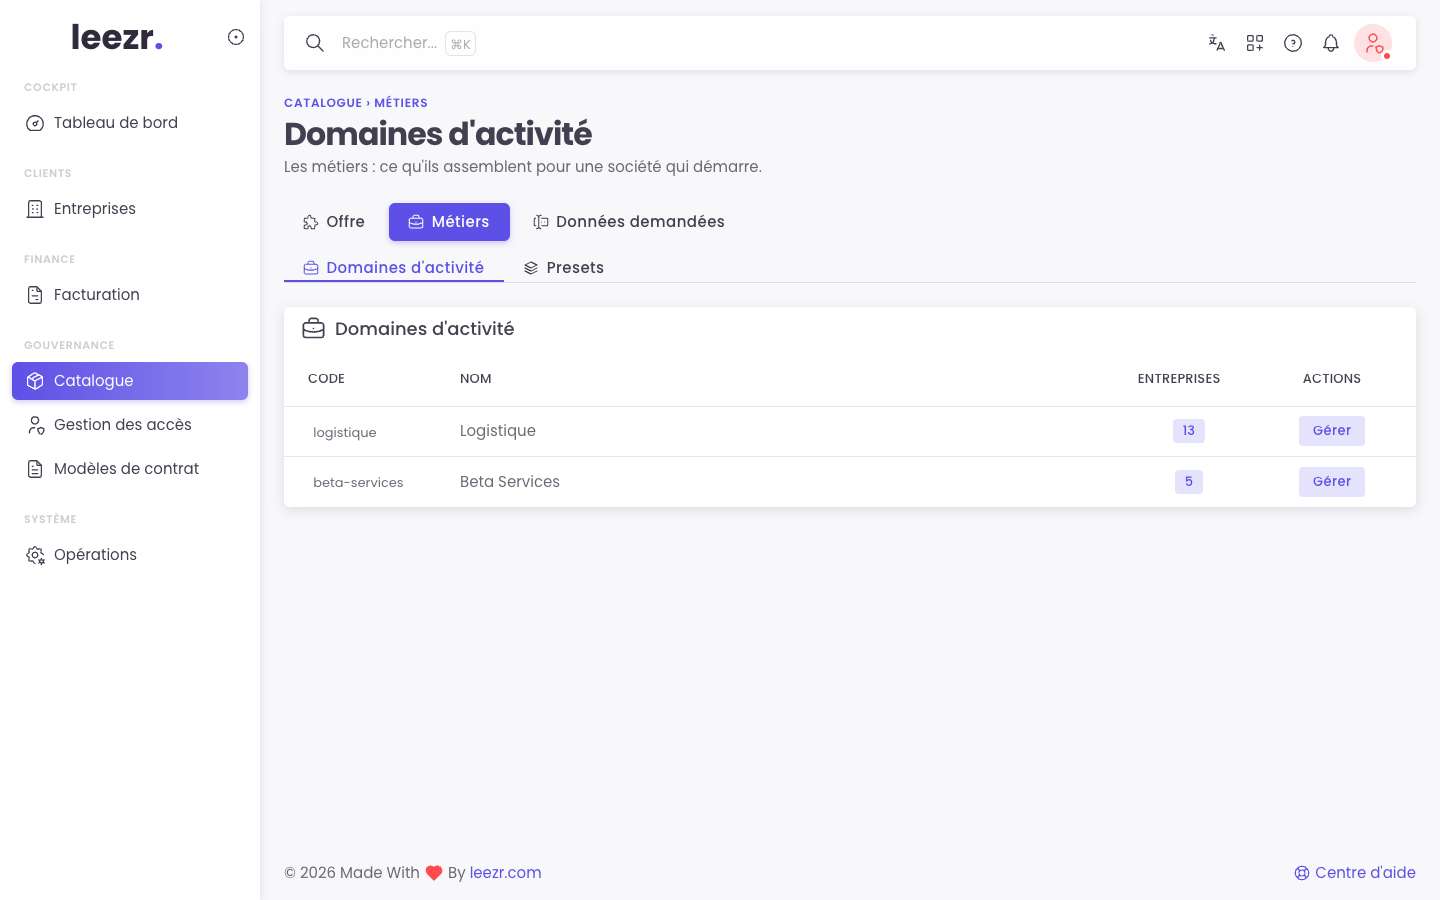 leezr.
Rechercher... ⌘K
COCKPIT
Tableau de bord
CLIENTS
Entreprises
FINANCE
Facturation
GOUVERNANCE
Catalogue
Gestion des accès
Modèles de contrat
SYSTÈME
Opérations
CATALOGUE › MÉTIERS
Domaines d'activité
Les métiers : ce qu'ils assemblent pour une société qui démarre.
Offre Métiers Données demandées
Domaines d'activité Presets
Domaines d'activité
CODE NOM ENTREPRISES ACTIONS
logistique Logistique 13 Gérer
beta-services Beta Services 5 Gérer
© 2026 Made With By leezr.com Centre d'aide